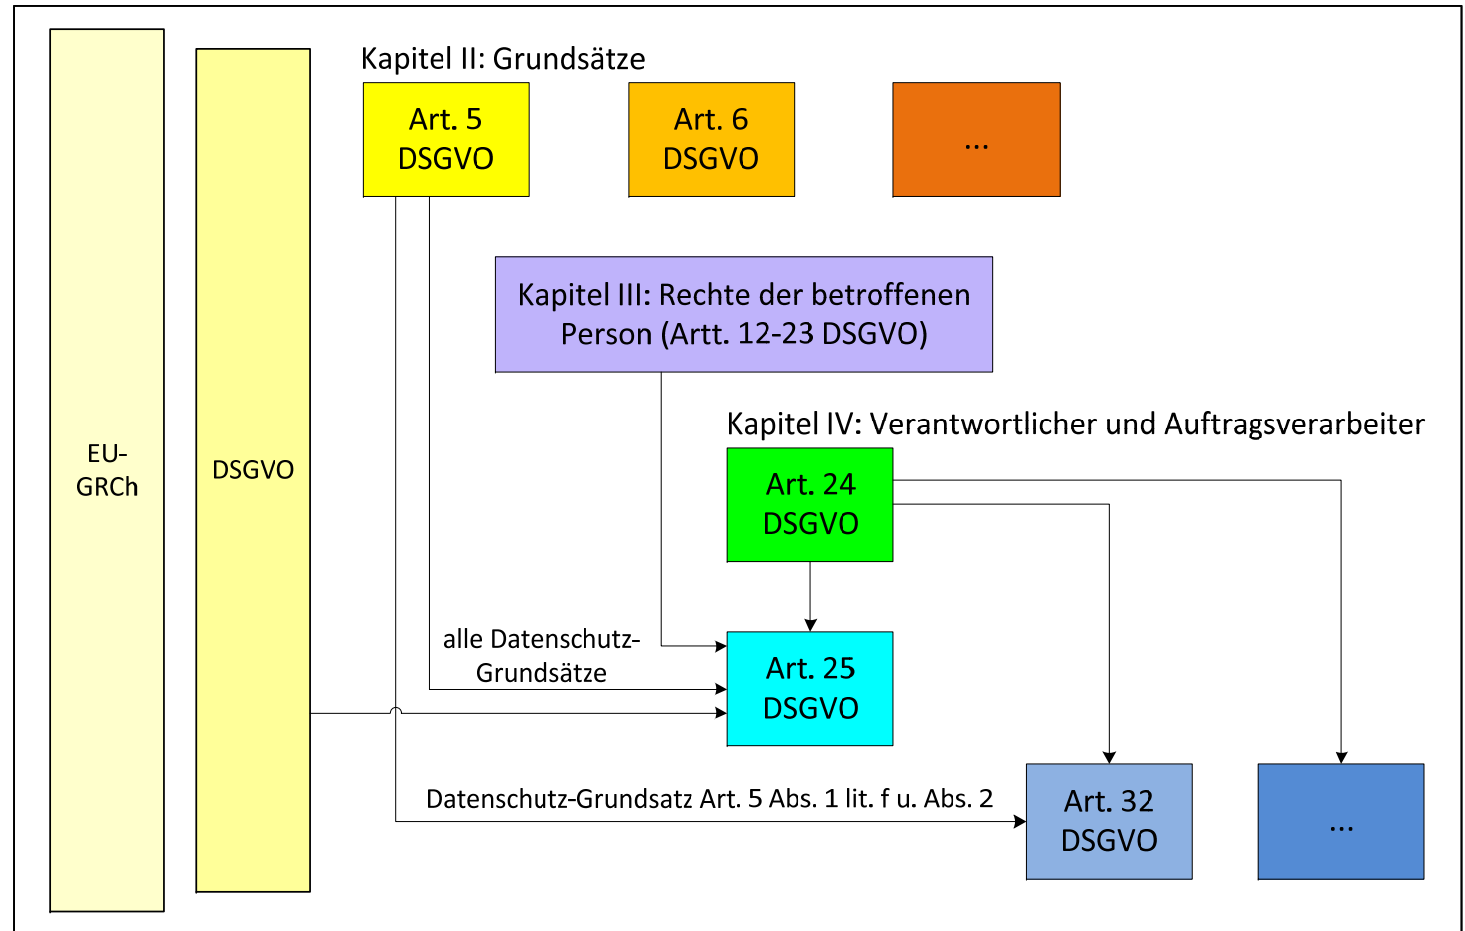 EU-
GRCh
DSGVO
Kapitel II: Grundsätze
Art. 5
DSGVO
Art. 6
DSGVO
...
Kapitel III: Rechte der betroffenen
Person (Artt. 12-23 DSGVO)
Kapitel IV: Verantwortlicher und Auftragsverarbeiter
Art. 24
DSGVO
alle Datenschutz-
Grundsätze
Art. 25
DSGVO
Datenschutz-Grundsatz Art. 5 Abs. 1 lit. f u. Abs. 2
Art. 32
DSGVO
...